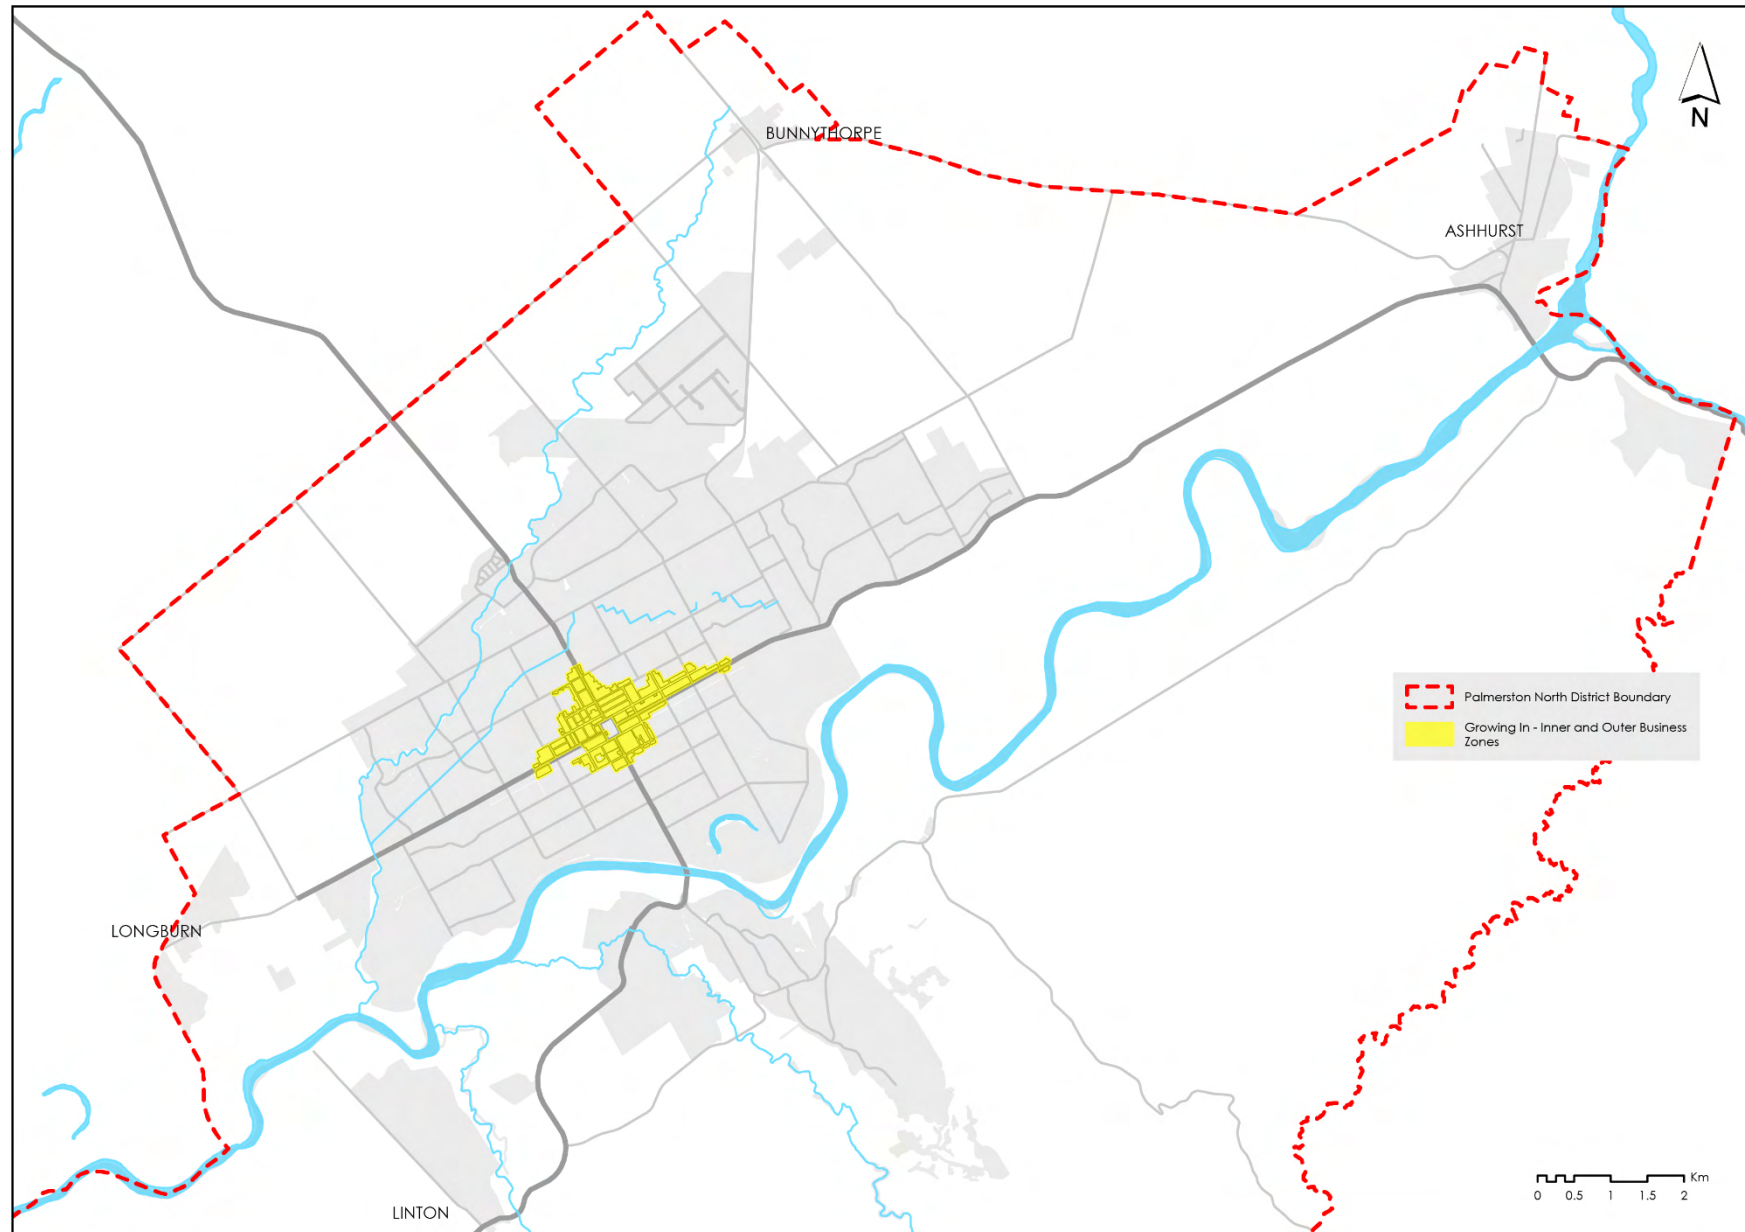 BUNNYTHORPE
N
ASHHURST
Palmerston North District Boundary
Growing In - Inner and Outer Business
Zones
LONGBURN
LINTON
Km
0 0.5 1 1.5 2